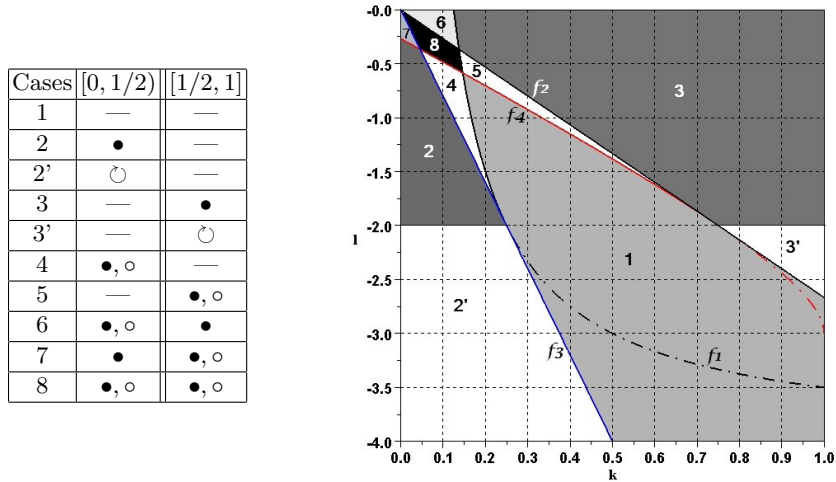 Cases [0, 1/2) [1/2, 1]
1 — —
2 • —
2' ↻ —
3 — •
3' — ↻
4 •, ∘ —
5 — •, ∘
6 •, ∘ •
7 • •, ∘
8 •, ∘ •, ∘
-0.0
-0.5
-1.0
-1.5
-2.0
-2.5
-3.0
-3.5
-4.0
l
6
7
8
5
4
f2
3
f4
2
1
3'
2'
f3
f1
0.0 0.1 0.2 0.3 0.4 0.5 0.6 0.7 0.8 0.9 1.0
k